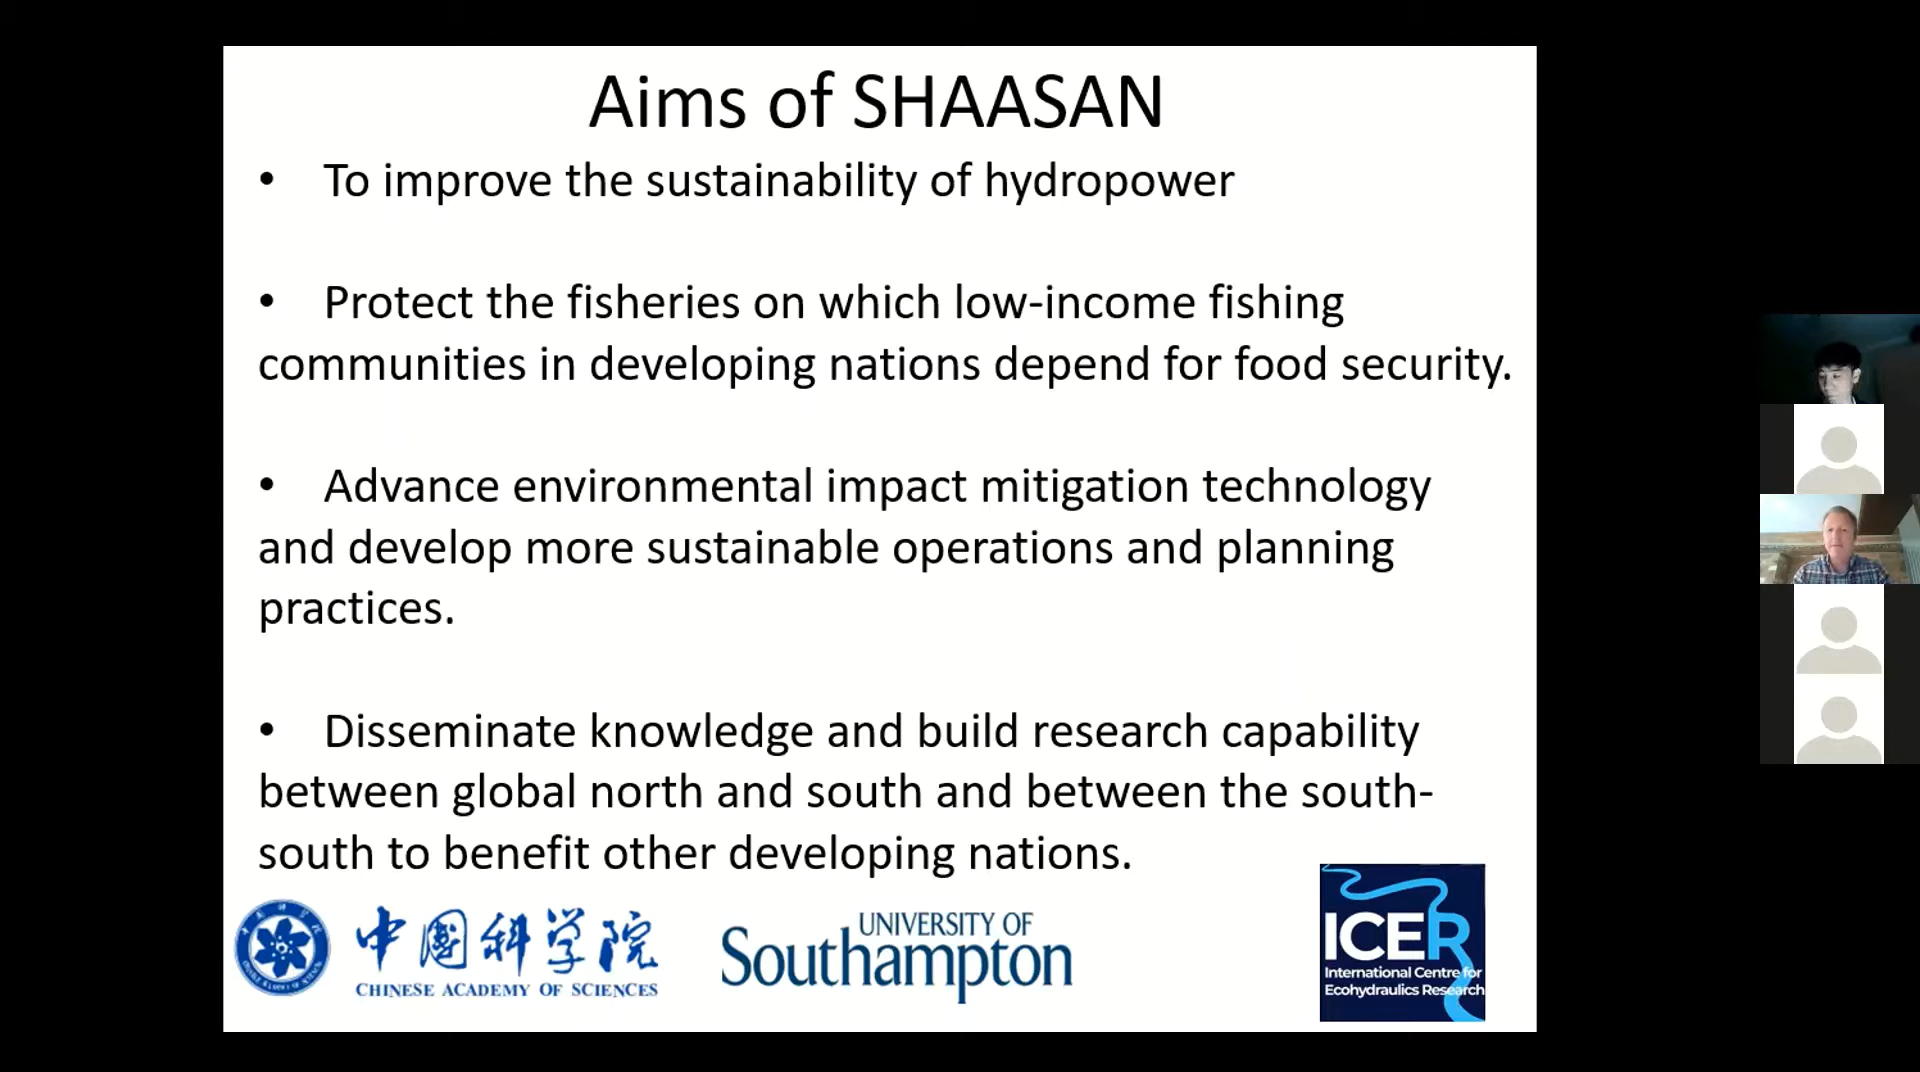 Aims of SHAASAN
• To improve the sustainability of hydropower
• Protect the fisheries on which low-income fishing
communities in developing nations depend for food security.
• Advance environmental impact mitigation technology
and develop more sustainable operations and planning
practices.
• Disseminate knowledge and build research capability
between global north and south and between the south-
south to benefit other developing nations.
中国科学院
CHINESE ACADEMY OF SCIENCES
UNIVERSITY OF
Southampton
ICER
International Centre for
Ecohydraulics Research